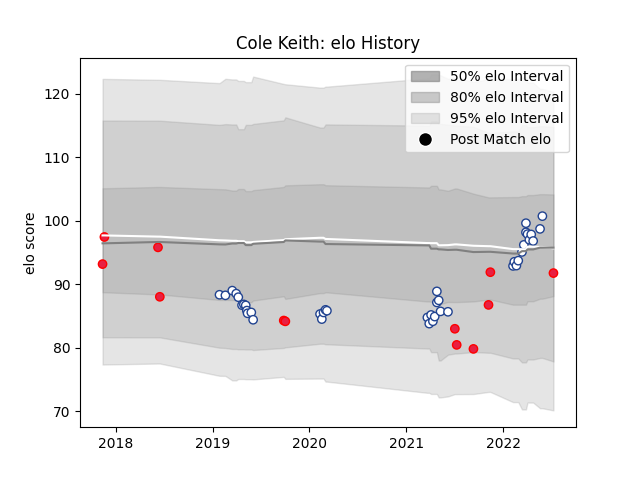 Cole Keith: elo History
50% elo Interval
80% elo Interval
95% elo Interval
Post Match elo
elo score
120
110
100
90
80
70
2018
2019
2020
2021
2022